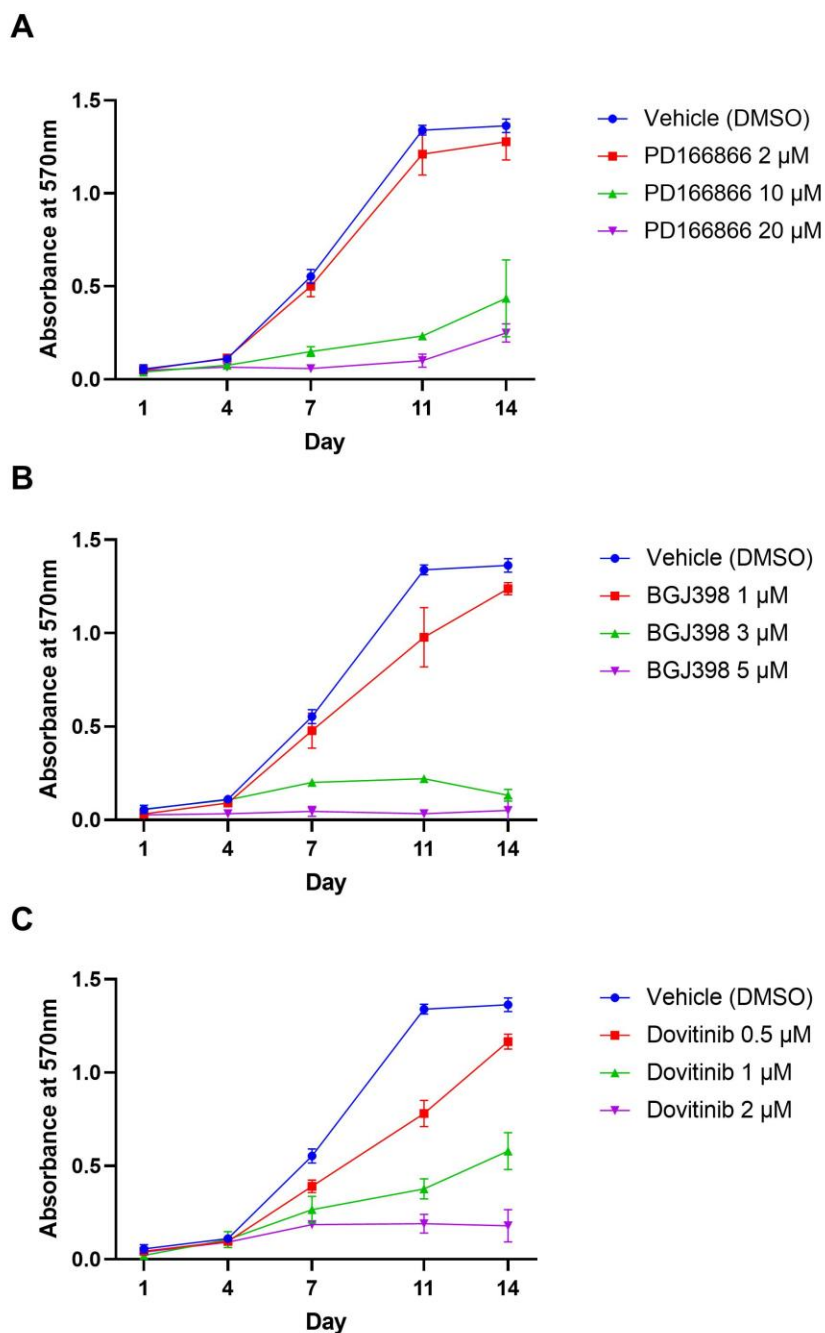 A
Absorbance at 570nm
1.5
1.0
0.5
0.0
1 4 7 11 14
Day
Vehicle (DMSO)
PD166866 2 µM
PD166866 10 µM
PD166866 20 µM
B
Absorbance at 570nm
1.5
1.0
0.5
0.0
1 4 7 11 14
Day
Vehicle (DMSO)
BGJ398 1 µM
BGJ398 3 µM
BGJ398 5 µM
C
Absorbance at 570nm
1.5
1.0
0.5
0.0
1 4 7 11 14
Day
Vehicle (DMSO)
Dovitinib 0.5 µM
Dovitinib 1 µM
Dovitinib 2 µM